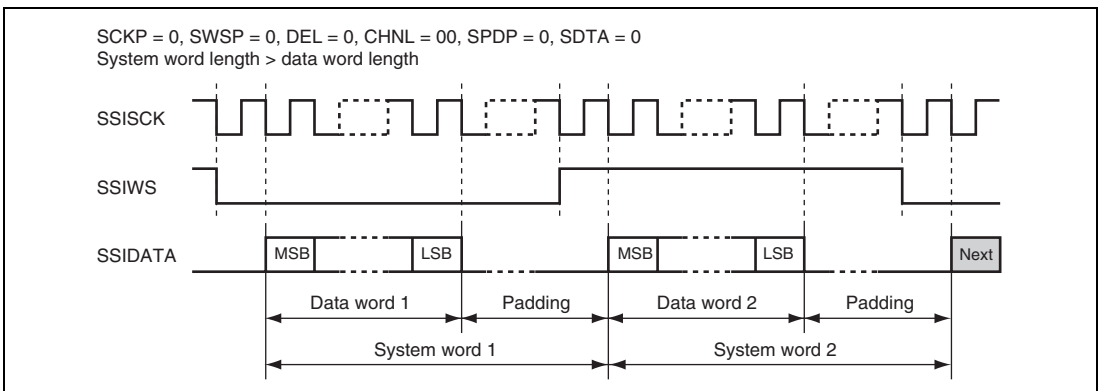 SCKP = 0, SWSP = 0, DEL = 0, CHNL = 00, SPDP = 0, SDTA = 0
System word length > data word length
SSISCK
SSIWS
SSIDATA
MSB
LSB
MSB
LSB
Next
Data word 1
Padding
Data word 2
Padding
System word 1
System word 2